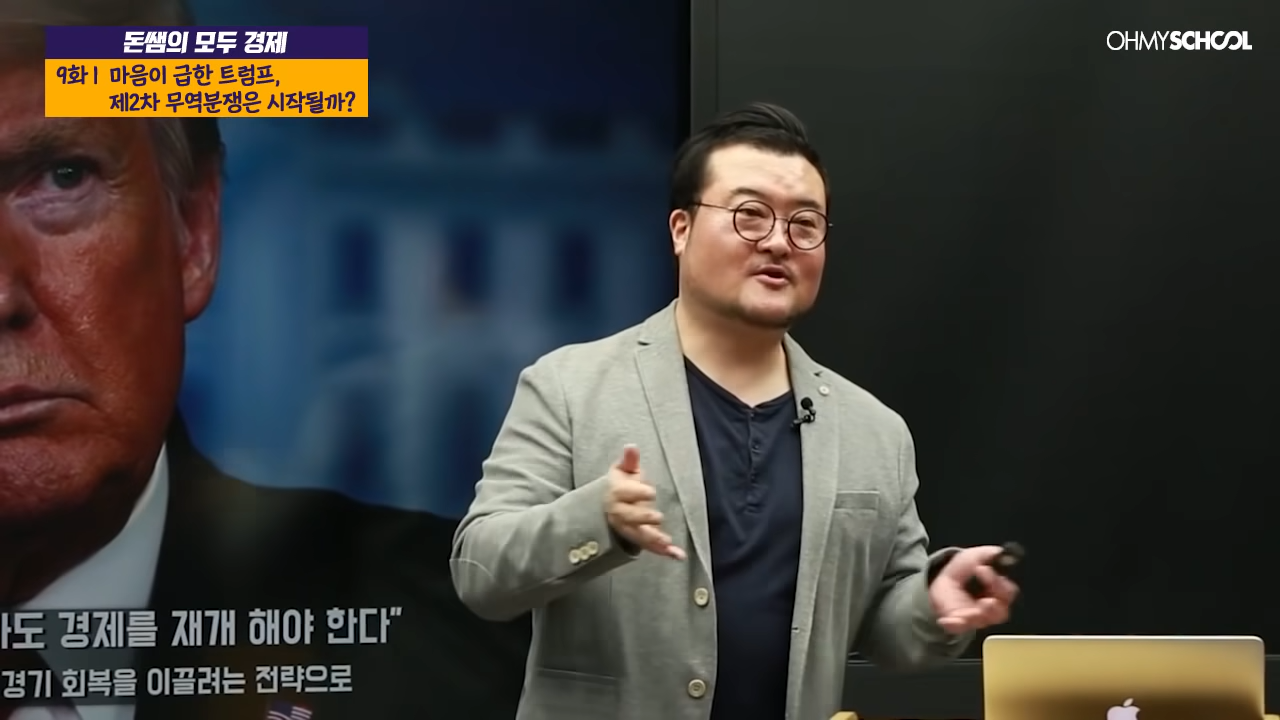 돈쌤의 모두 경제
9화 | 마음이 급한 트럼프,
제2차 무역분쟁은 시작될까?
OHMYSCHOOL
도 경제를 재개 해야 한다"
경기 회복을 이끌려는 전략으로